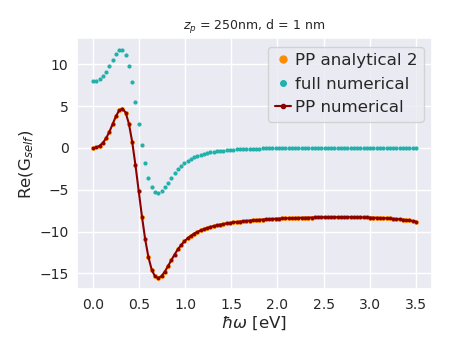 z_p = 250nm, d = 1 nm
PP analytical 2
full numerical
PP numerical
Re(G_self)
10
5
0
−5
−10
−15
0.0 0.5 1.0 1.5 2.0 2.5 3.0 3.5
ℏω [eV]